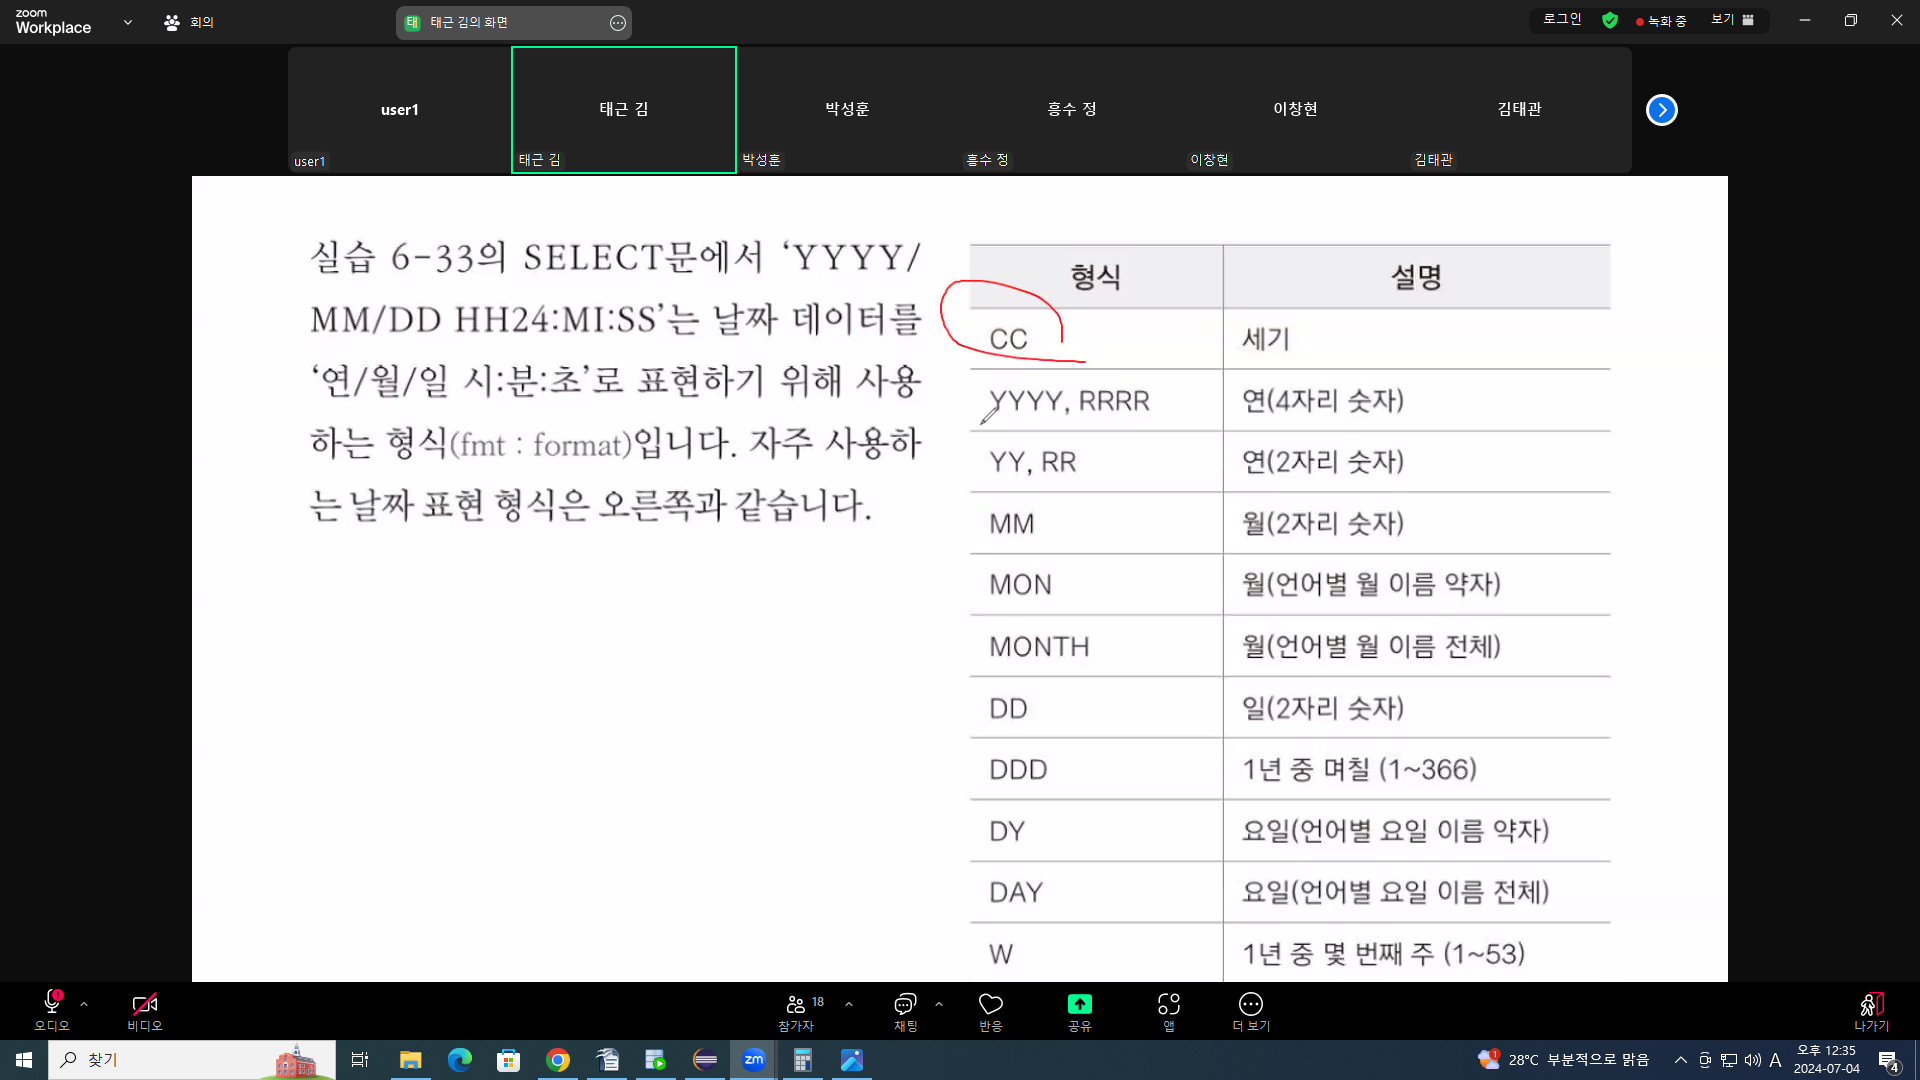 zoom
Workplace
회의
태 태근 김의 화면
로그인
녹화 중
보기
user1
태근 김
박성훈
흥수 정
이창현
김태관
user1
태근 김
박성훈
흥수 정
이창현
김태관
실습 6-33의 SELECT문에서 ‘YYYY/
MM/DD HH24:MI:SS’는 날짜 데이터를
‘연/월/일 시:분:초’로 표현하기 위해 사용
하는 형식(fmt : format)입니다. 자주 사용하
는 날짜 표현 형식은 오른쪽과 같습니다.
형식 설명
CC 세기
YYYY, RRRR 연(4자리 숫자)
YY, RR 연(2자리 숫자)
MM 월(2자리 숫자)
MON 월(언어별 월 이름 약자)
MONTH 월(언어별 월 이름 전체)
DD 일(2자리 숫자)
DDD 1년 중 며칠 (1~366)
DY 요일(언어별 요일 이름 약자)
DAY 요일(언어별 요일 이름 전체)
W 1년 중 몇 번째 주 (1~53)
오디오
비디오
참가자 18
채팅
반응
공유
앱
더 보기
나가기
찾기
zm
1 28°C 부분적으로 맑음
A
오후 12:35
2024-07-04
4